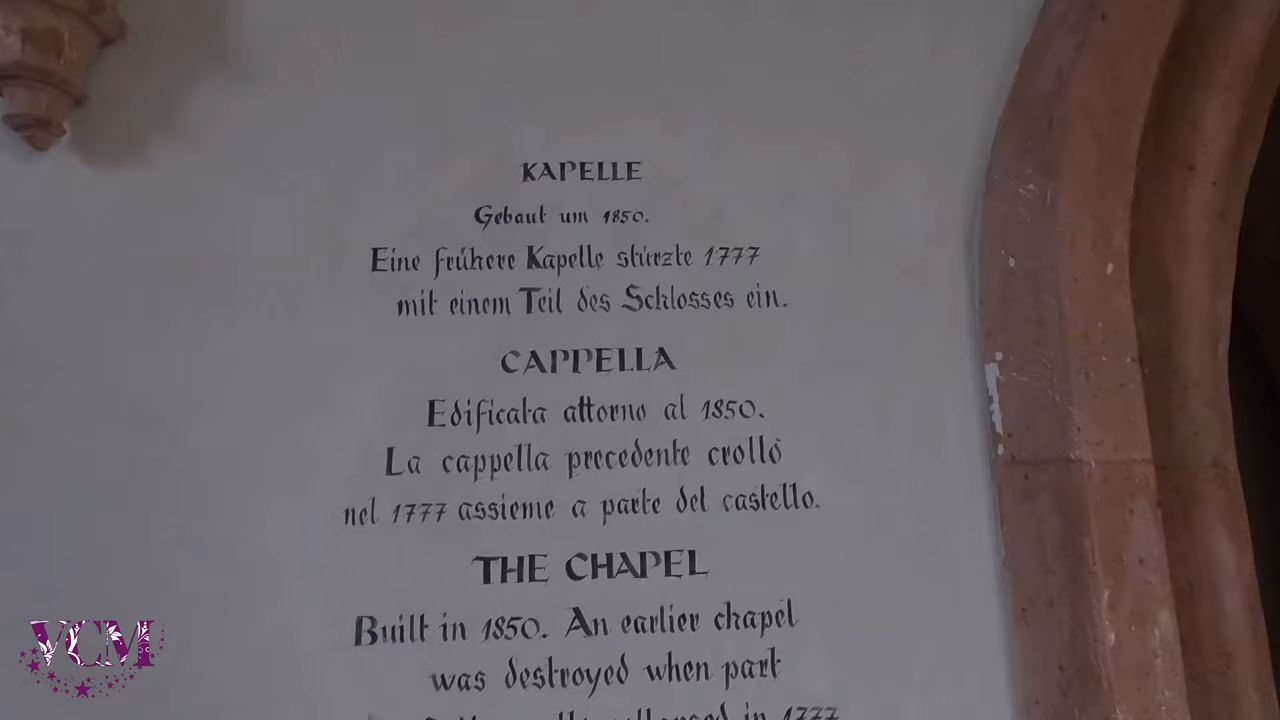 KAPELLE
Gebaut um 1850.
Eine frühere Kapelle stürzte 1777
mit einem Teil des Schlosses ein.
CAPPELLA
Edificata attorno al 1850.
La cappella precedente crollò
nel 1777 assieme a parte del castello.
THE CHAPEL
Built in 1850. An earlier chapel
was destroyed when part
in 1777
VCM